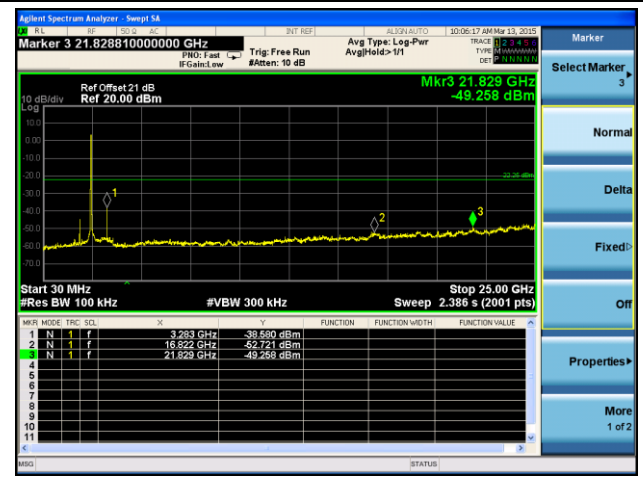 Agilent Spectrum Analyzer - Swept SA
RL RF 50 Ω AC INT REF ALIGNAUTO 10:06:17 AM Mar 13, 2015
Marker 3 21.828810000000 GHz
PNO: Fast
IFGain:Low
Trig: Free Run
#Atten: 10 dB
Avg Type: Log-Pwr
Avg|Hold:>1/1
TRACE 1 2 3 4 5 6
TYPE
DET P N N N N N
Ref Offset 21 dB
Ref 20.00 dBm
10 dB/div
Log
Mkr3 21.829 GHz
-49.258 dBm
10.0
0.00
-10.0
-20.0
-22.25 dBm
-30.0
1
-40.0
2
3
-50.0
-60.0
-70.0
Start 30 MHz
Stop 25.00 GHz
#Res BW 100 kHz
#VBW 300 kHz
Sweep 2.386 s (2001 pts)
MKR MODE TRC SCL X Y FUNCTION FUNCTION WIDTH FUNCTION VALUE
1 N 1 f 3.283 GHz -38.580 dBm
2 N 1 f 16.822 GHz -52.721 dBm
3 N 1 f 21.829 GHz -49.258 dBm
4
5
6
7
8
9
10
11
MSG
STATUS
Marker
Select Marker
3
Normal
Delta
Fixed
Off
Properties
More
1 of 2